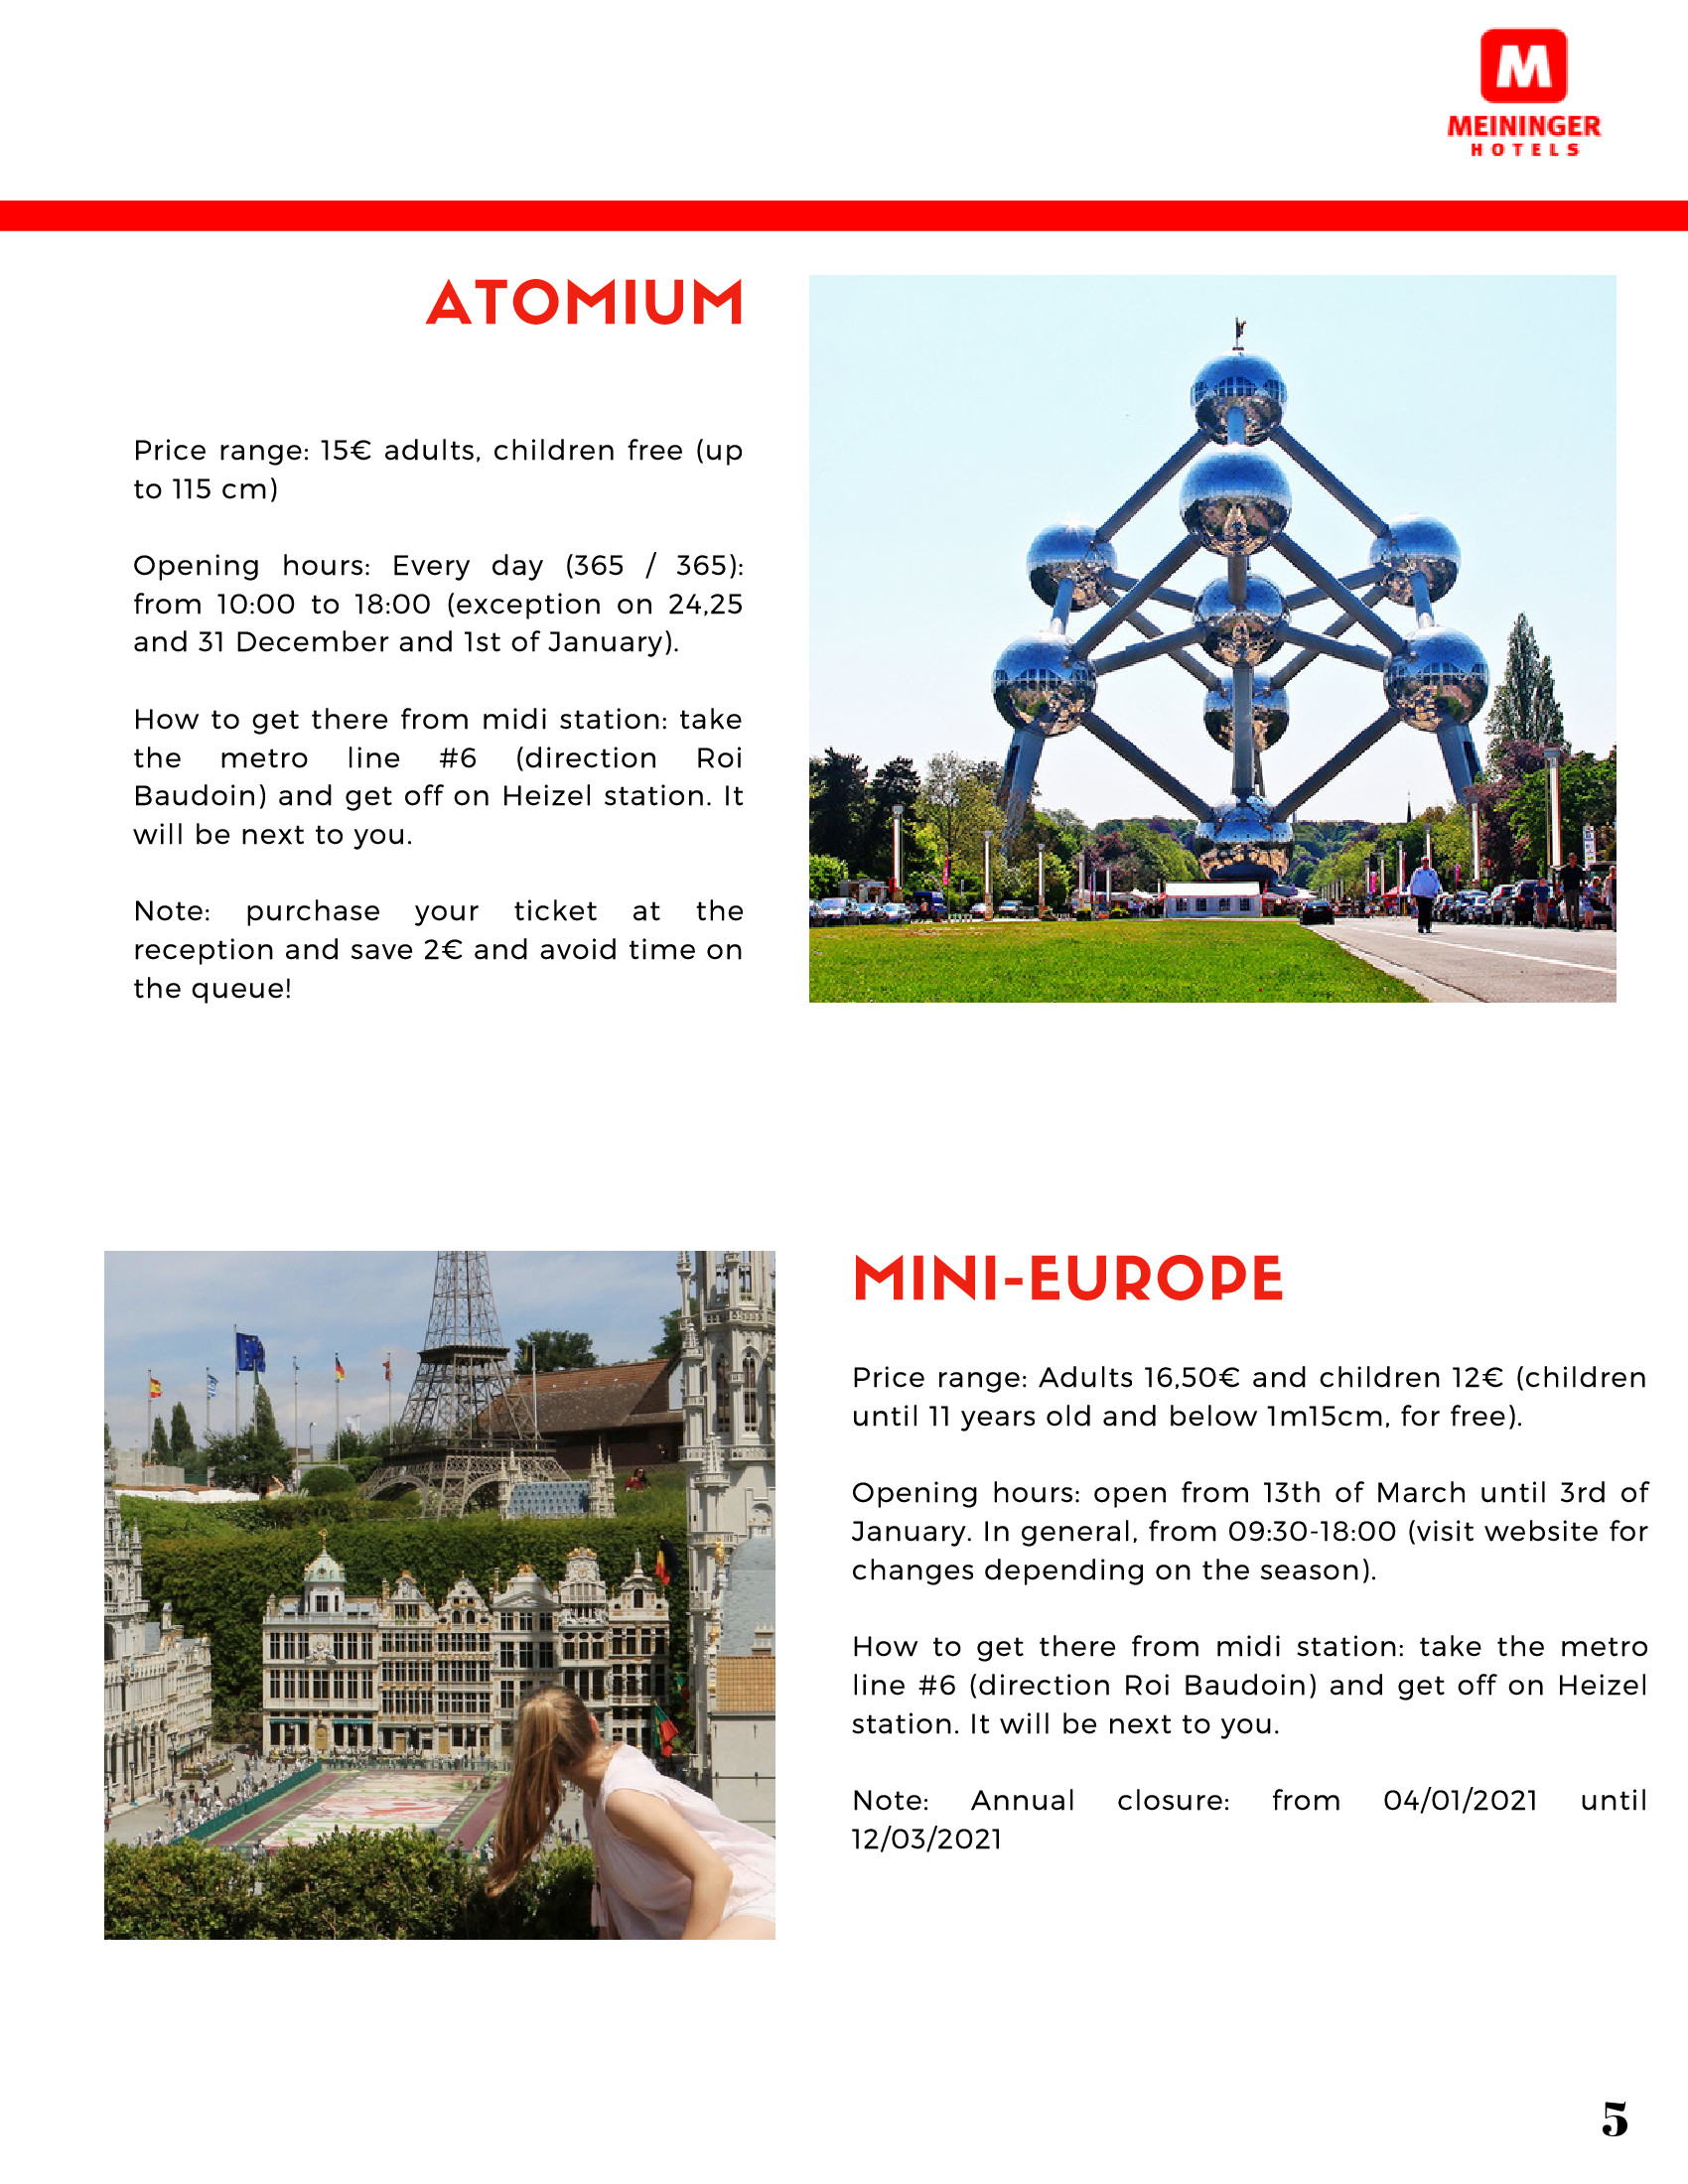 M
MEININGER
HOTELS
ATOMIUM
Price range: 15€ adults, children free (up
to 115 cm)
Opening hours: Every day (365 / 365):
from 10:00 to 18:00 (exception on 24,25
and 31 December and 1st of January).
How to get there from midi station: take
the metro line #6 (direction Roi
Baudoin) and get off on Heizel station. It
will be next to you.
Note: purchase your ticket at the
reception and save 2€ and avoid time on
the queue!
MINI-EUROPE
Price range: Adults 16,50€ and children 12€ (children
until 11 years old and below 1m15cm, for free).
Opening hours: open from 13th of March until 3rd of
January. In general, from 09:30-18:00 (visit website for
changes depending on the season).
How to get there from midi station: take the metro
line #6 (direction Roi Baudoin) and get off on Heizel
station. It will be next to you.
Note: Annual closure: from 04/01/2021 until
12/03/2021
5